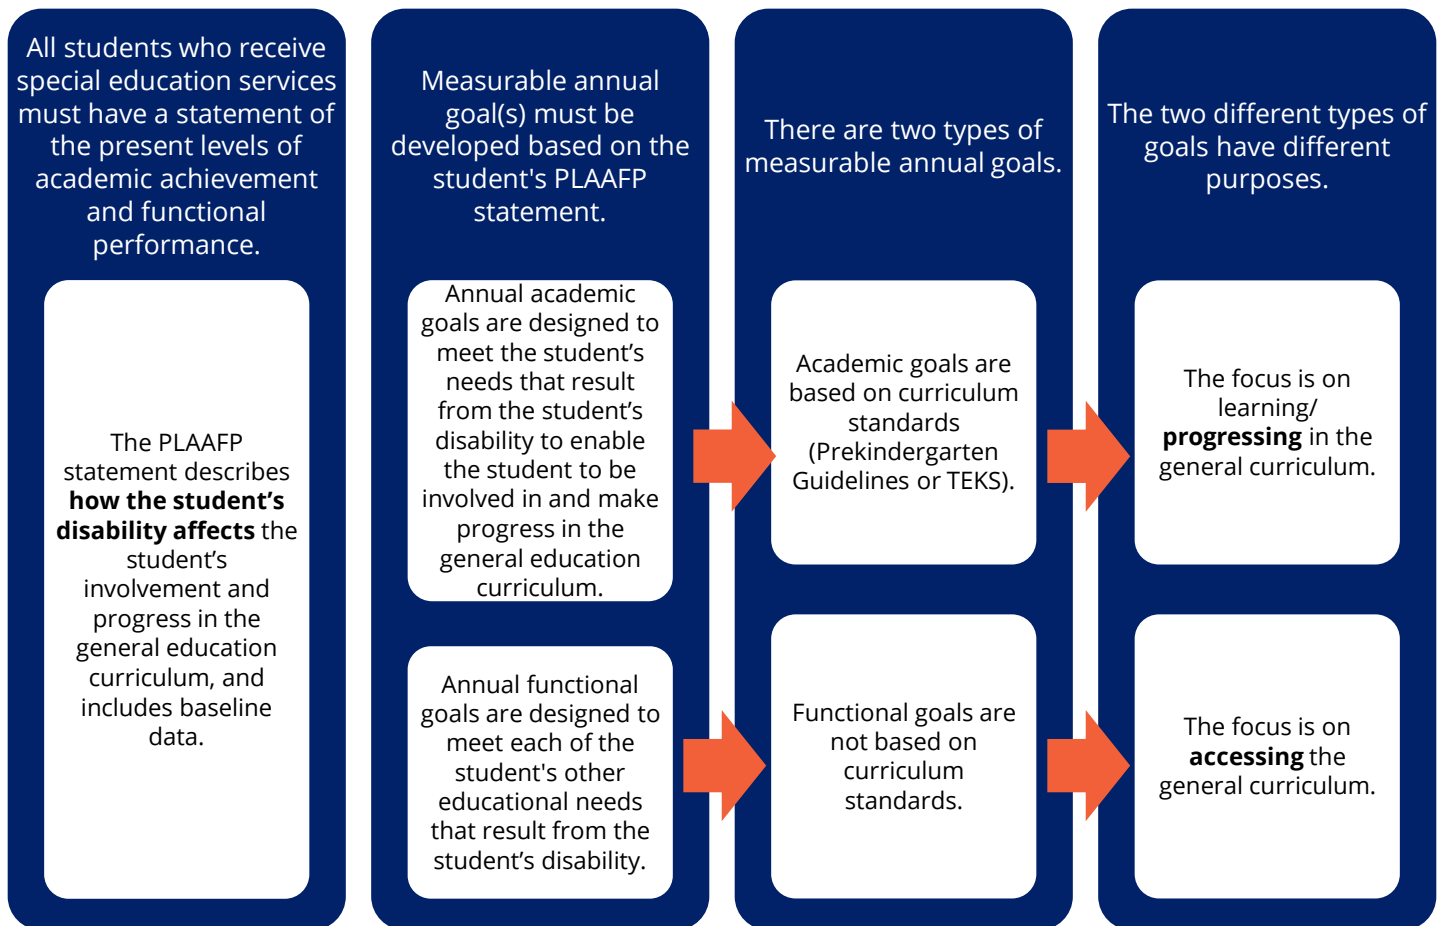 All students who receive
special education services
must have a statement of
the present levels of
academic achievement
and functional
performance.
The PLAAFP
statement describes
how the student’s
disability affects the
student’s
involvement and
progress in the
general education
curriculum, and
includes baseline
data.
Measurable annual
goal(s) must be
developed based on the
student's PLAAFP
statement.
Annual academic
goals are designed to
meet the student’s
needs that result
from the student’s
disability to enable
the student to be
involved in and make
progress in the
general education
curriculum.
Annual functional
goals are designed to
meet each of the
student's other
educational needs
that result from the
student’s disability.
There are two types of
measurable annual goals.
Academic goals are
based on curriculum
standards
(Prekindergarten
Guidelines or TEKS).
Functional goals are
not based on
curriculum
standards.
The two different types of
goals have different
purposes.
The focus is on
learning/
progressing in the
general curriculum.
The focus is on
accessing the
general curriculum.